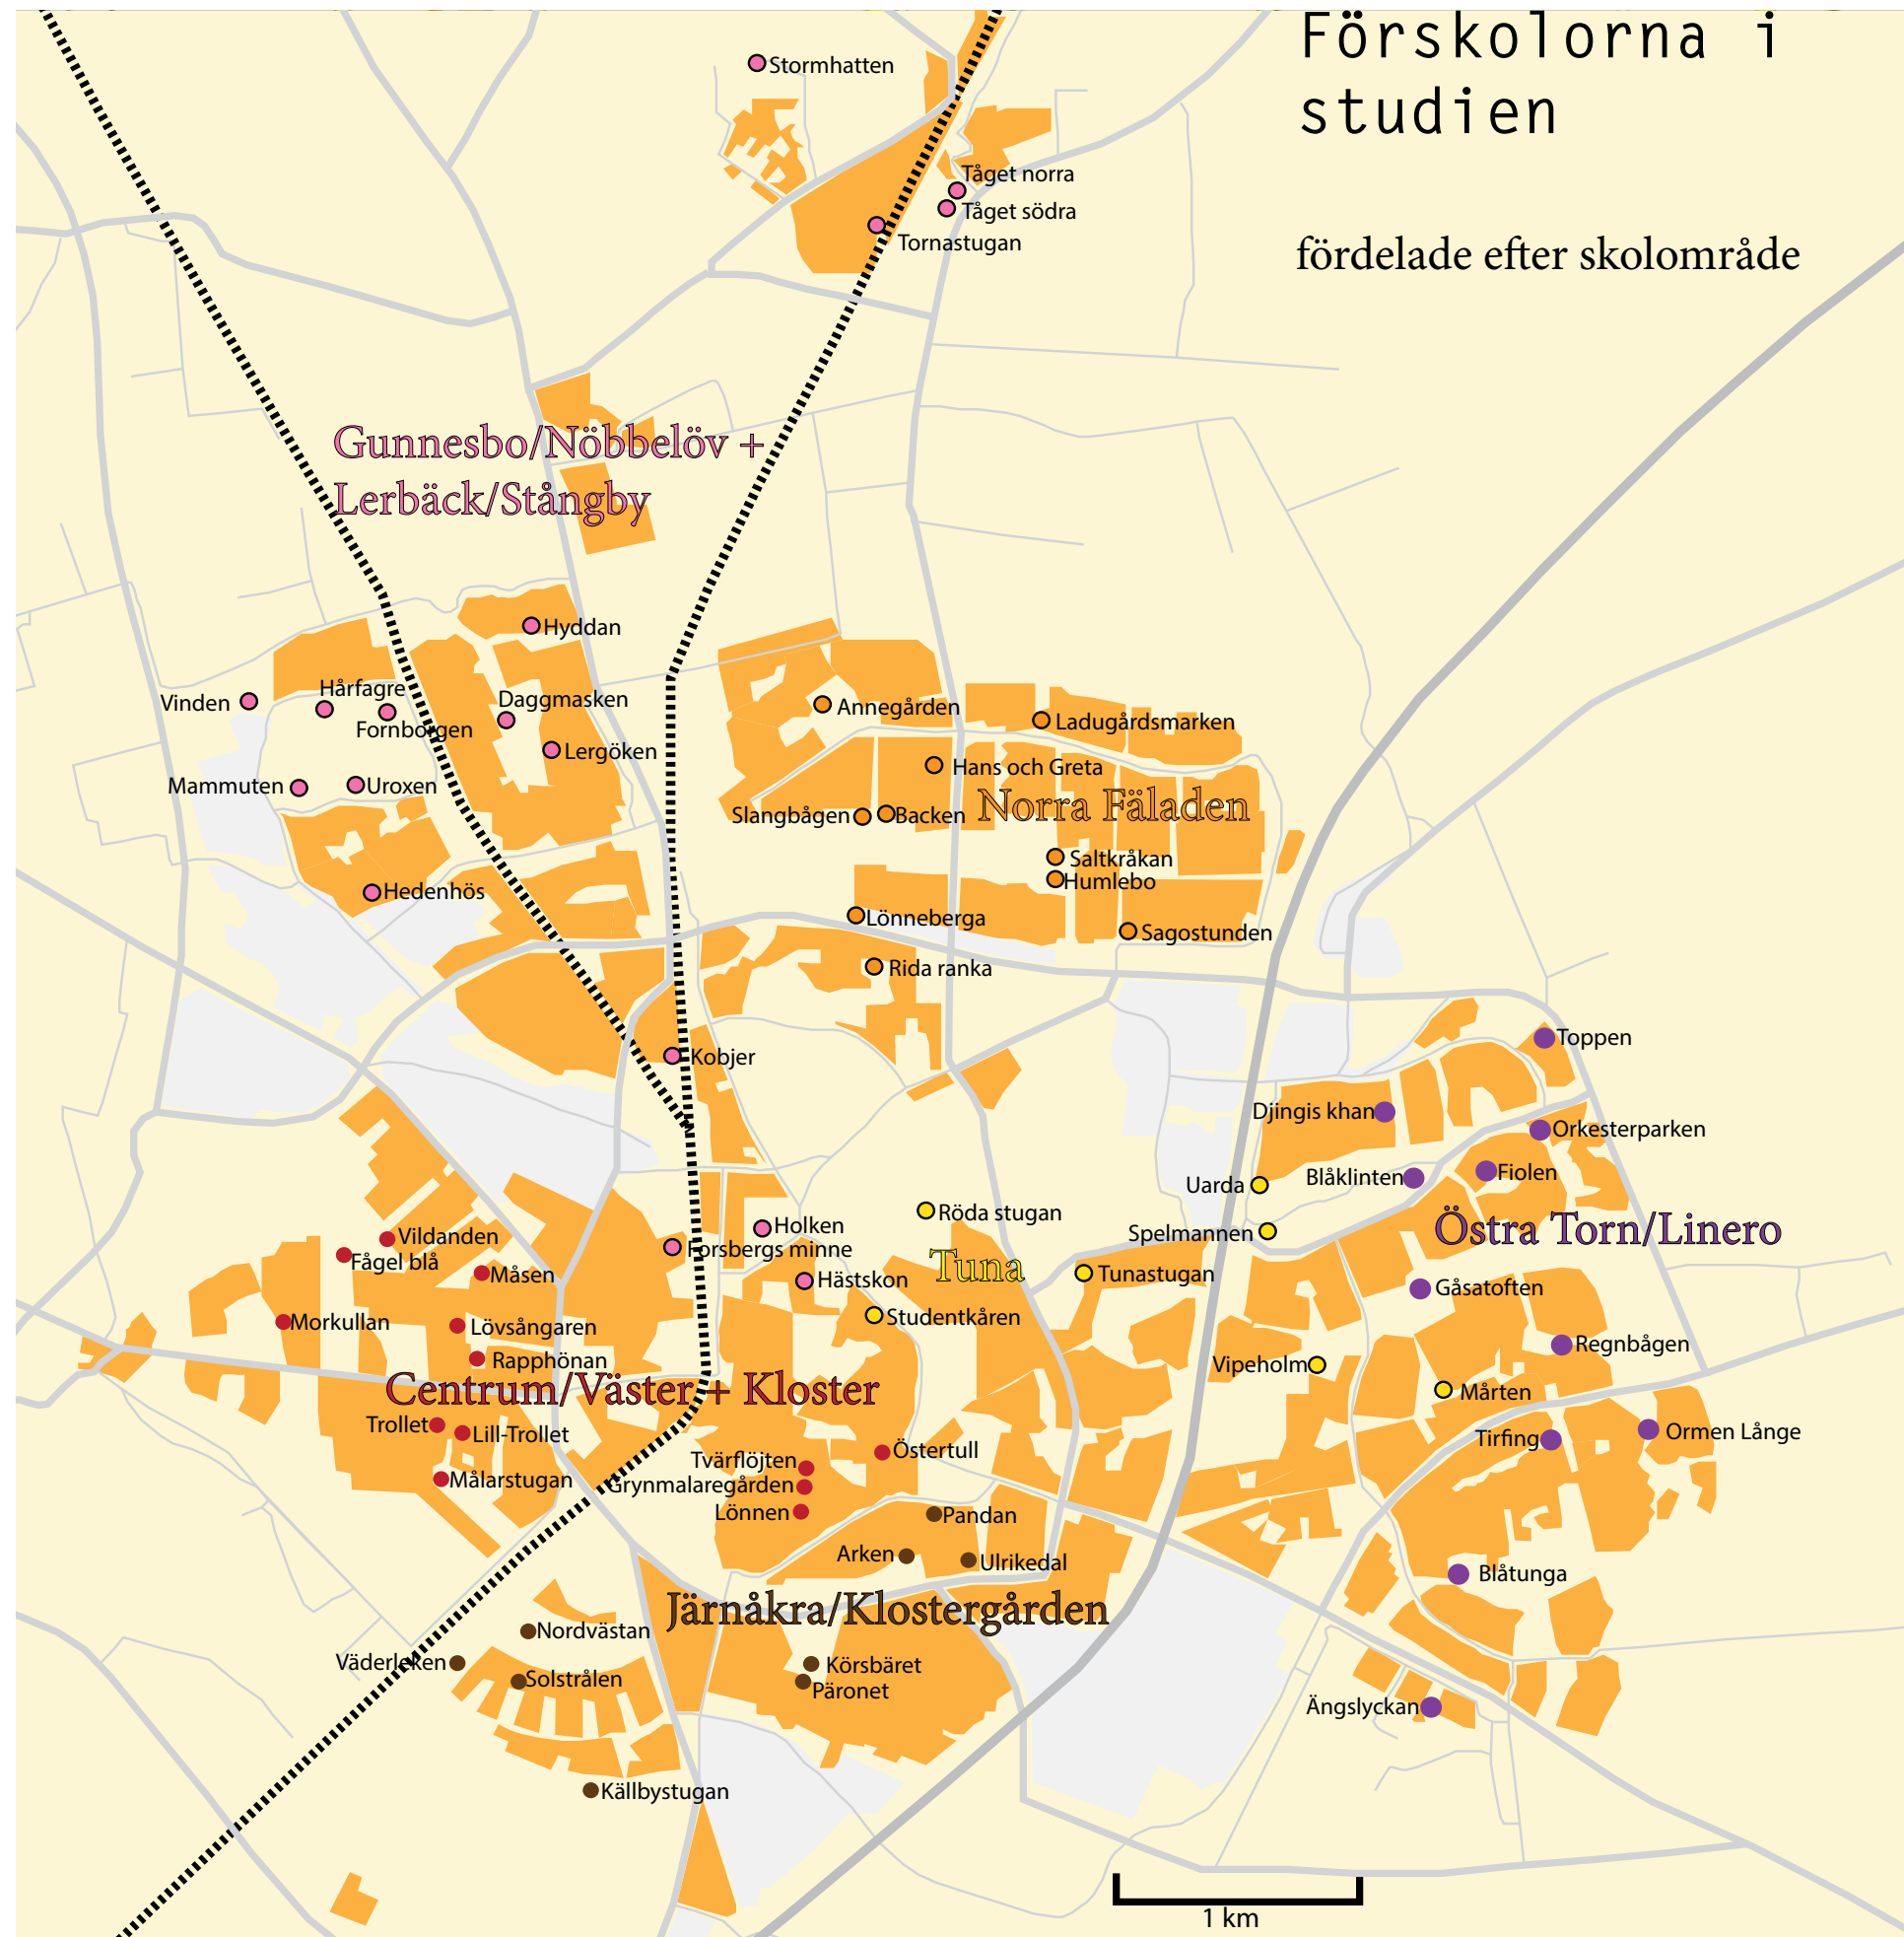 Förskolorna i
studien
fördelade efter skolområde
Stormhatten
Tåget norra
Tåget södra
Tornastugan
Gunnesbo/Nöbbelöv +
Lerbäck/Stångby
Hyddan
Vinden
Hårfagre
Fornborgen
Daggmasken
Lergöken
Mammuten
Uroxen
Hedenhös
Annegården
Ladugårdsmarken
Hans och Greta
Norra Fäladen
Slangbågen
Backen
Saltkråkan
Humlebo
Lönneberga
Sagostunden
Rida ranka
Kobjer
Toppen
Djingis khan
Orkesterparken
Blåklinten
Fiolen
Uarda
Östra Torn/Linero
Spelmannen
Röda stugan
Holken
Forsbergs minne
Tuna
Tunastugan
Hästskon
Studentkåren
Vildanden
Fågel blå
Måsen
Morkullan
Lövsångaren
Rapphönan
Centrum/Väster + Kloster
Gåsatoften
Regnbågen
Vipeholm
Mårten
Tirfing
Ormen Långe
Trollet
Lill-Trollet
Målarstugan
Östertull
Tvärflöjten
Grynmalaregården
Lönnen
Pandan
Arken
Ulrikedal
Blåtunga
Järnåkra/Klostergården
Nordvästan
Väderleken
Solstrålen
Körsbäret
Päronet
Ängslyckan
Källbystugan
1 km